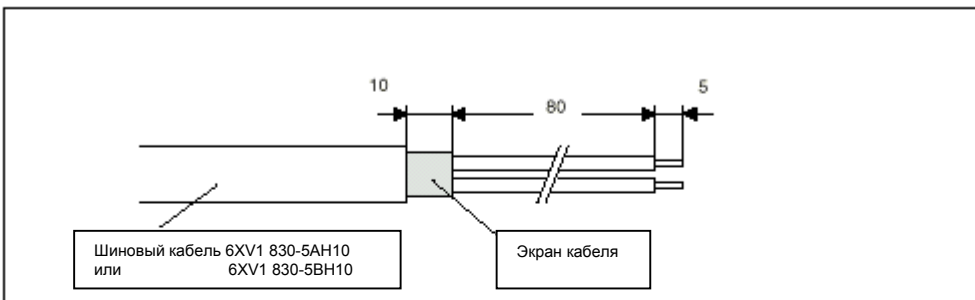 10
80
5
Шиновый кабель 6XV1 830-5AH10
или 6XV1 830-5BH10
Экран кабеля